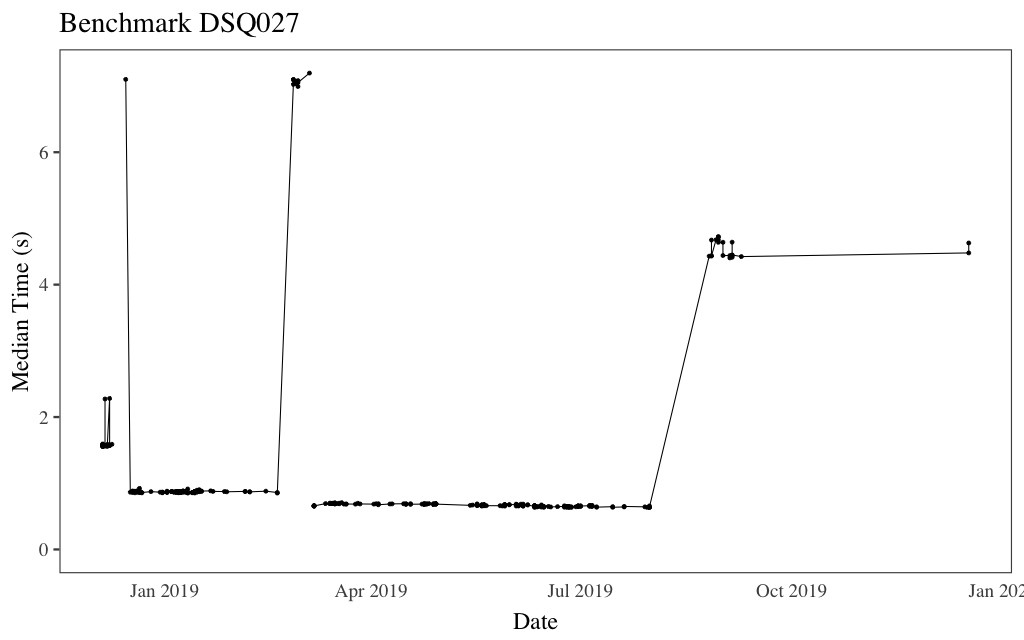 Benchmark DSQ027
Median Time (s)
6
4
2
0
Jan 2019
Apr 2019
Jul 2019
Oct 2019
Jan 202
Date